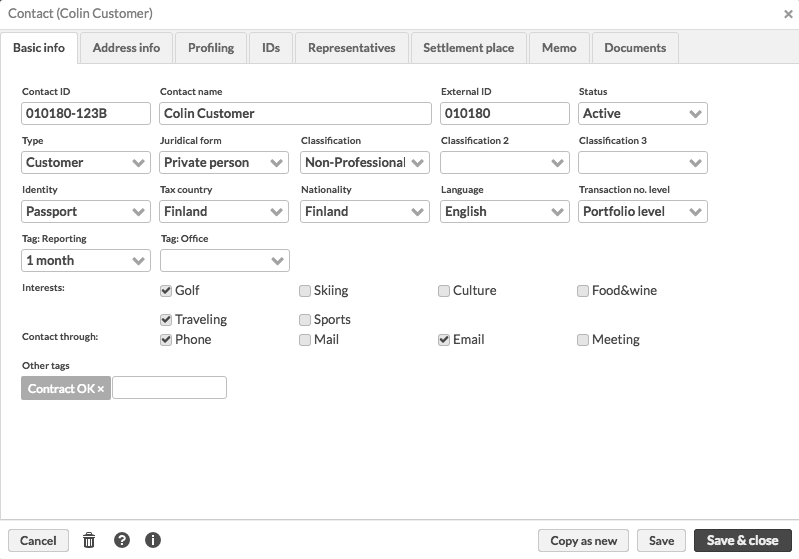 Contact (Colin Customer) ×
Basic info Address info Profiling IDs Representatives Settlement place Memo Documents
Contact ID Contact name External ID Status
010180-123B Colin Customer 010180 Active
Type Juridical form Classification Classification 2 Classification 3
Customer Private person Non-Professional
Identity Tax country Nationality Language Transaction no. level
Passport Finland Finland English Portfolio level
Tag: Reporting Tag: Office
1 month
Interests: Golf Skiing Culture Food&wine
Traveling Sports
Contact through: Phone Mail Email Meeting
Other tags
Contract OK ×
Cancel ? i Copy as new Save Save & close